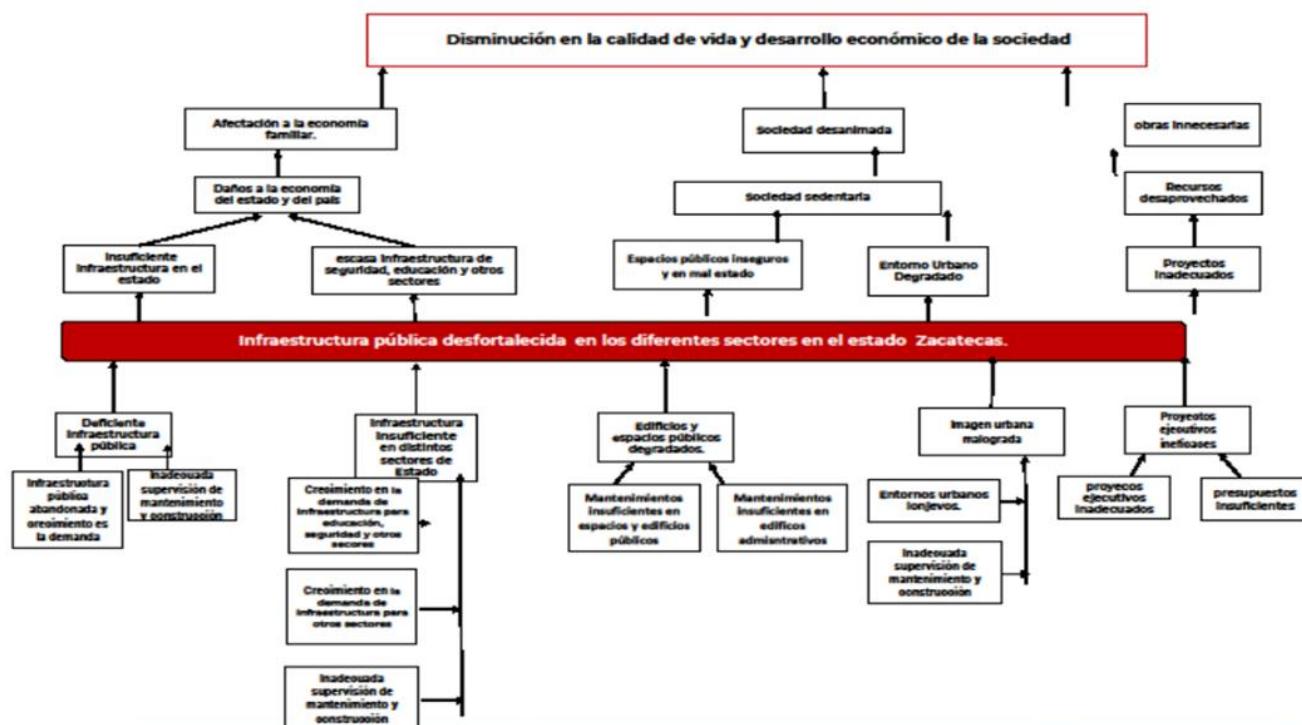 Disminución en la calidad de vida y desarrollo económico de la sociedad
Afectación a la economía
familiar.
Sociedad desanimada
obras innecesarias
Daños a la economía
del estado y del país
Sociedad sedentaria
Recursos
desaprovechados
Insuficiente
infraestructura en el
estado
escasa infraestructura de
seguridad, educación y otros
sectores
Espacios públicos inseguros
y en mal estado
Entorno Urbano
Degradado
Proyectos
Inadecuados
Infraestructura pública desfortalecida en los diferentes sectores en el estado Zacatecas.
Deficiente
infraestructura
pública
Infraestructura
insuficiente
en distintos
sectores de
Estado
Edificios y
espacios públicos
degradados.
Imagen urbana
malograda
Proyectos
ejecutivos
ineficaces
Infraestructura
pública
abandonada y
crecimiento es
la demanda
Inadecuada
supervisión de
mantenimiento
y construcción
Crecimiento en la
demanda de
infraestructura para
educación,
seguridad y otros
secores
Mantenimientos
insuficientes en
espacios y edificios
públicos
Mantenimientos
insuficientes en
edificos
admisntrativos
Entornos urbanos
lonjevos.
proyecos
ejecutivos
inadecuados
presupuestos
insuficientes
Crecimiento en la
demanda de
infraestructura para
otros sectores
Inadecuada
supervisión de
mantenimiento y
construcción
Inadecuada
supervisión de
mantenimiento y
construcción